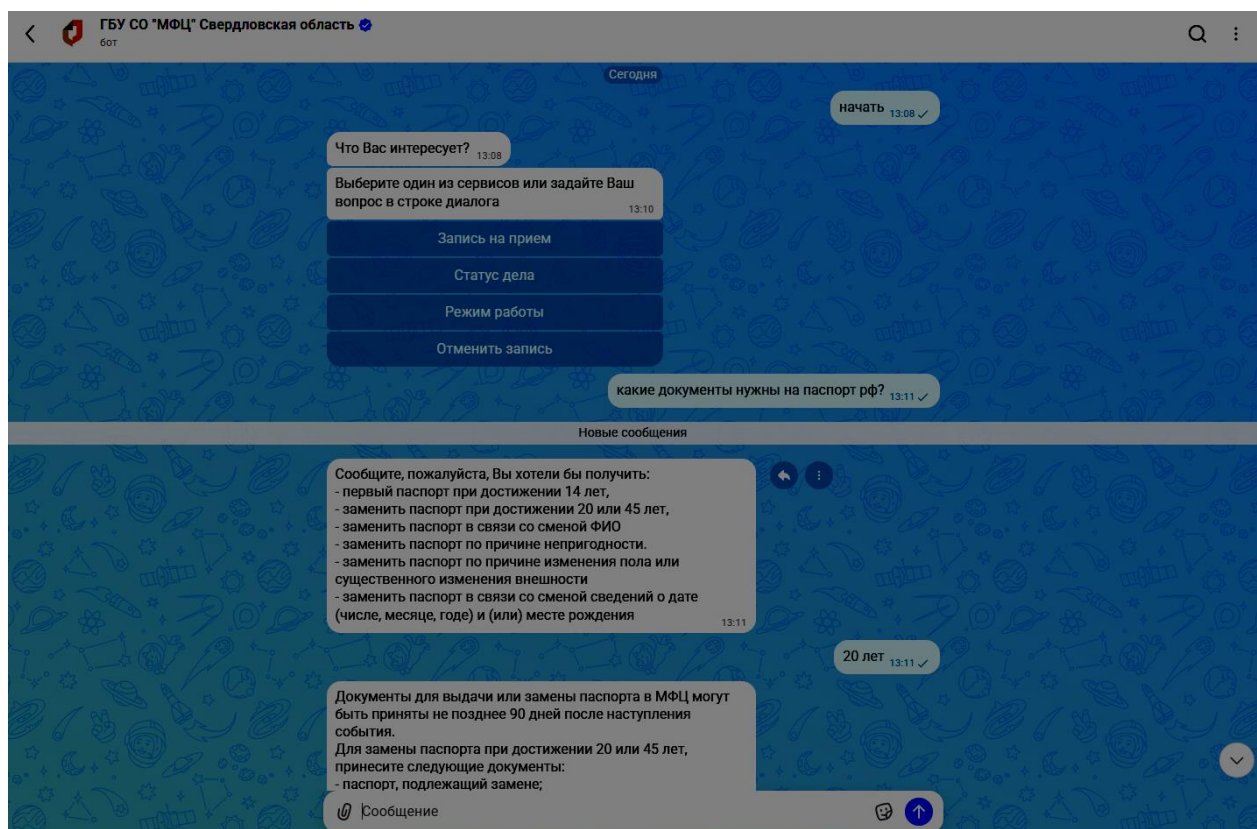 ГБУ СО "МФЦ" Свердловская область
бот
Сегодня
начать 13:08
Что Вас интересует? 13:08
Выберите один из сервисов или задайте Ваш
вопрос в строке диалога 13:10
Запись на прием
Статус дела
Режим работы
Отменить запись
какие документы нужны на паспорт рф? 13:11
Новые сообщения
Сообщите, пожалуйста, Вы хотели бы получить:
- первый паспорт при достижении 14 лет,
- заменить паспорт при достижении 20 или 45 лет,
- заменить паспорт в связи со сменой ФИО
- заменить паспорт по причине непригодности.
- заменить паспорт по причине изменения пола или
существенного изменения внешности
- заменить паспорт в связи со сменой сведений о дате
(числе, месяце, годе) и (или) месте рождения 13:11
20 лет 13:11
Документы для выдачи или замены паспорта в МФЦ могут
быть приняты не позднее 90 дней после наступления
события.
Для замены паспорта при достижении 20 или 45 лет,
принесите следующие документы:
- паспорт, подлежащий замене;
Сообщение